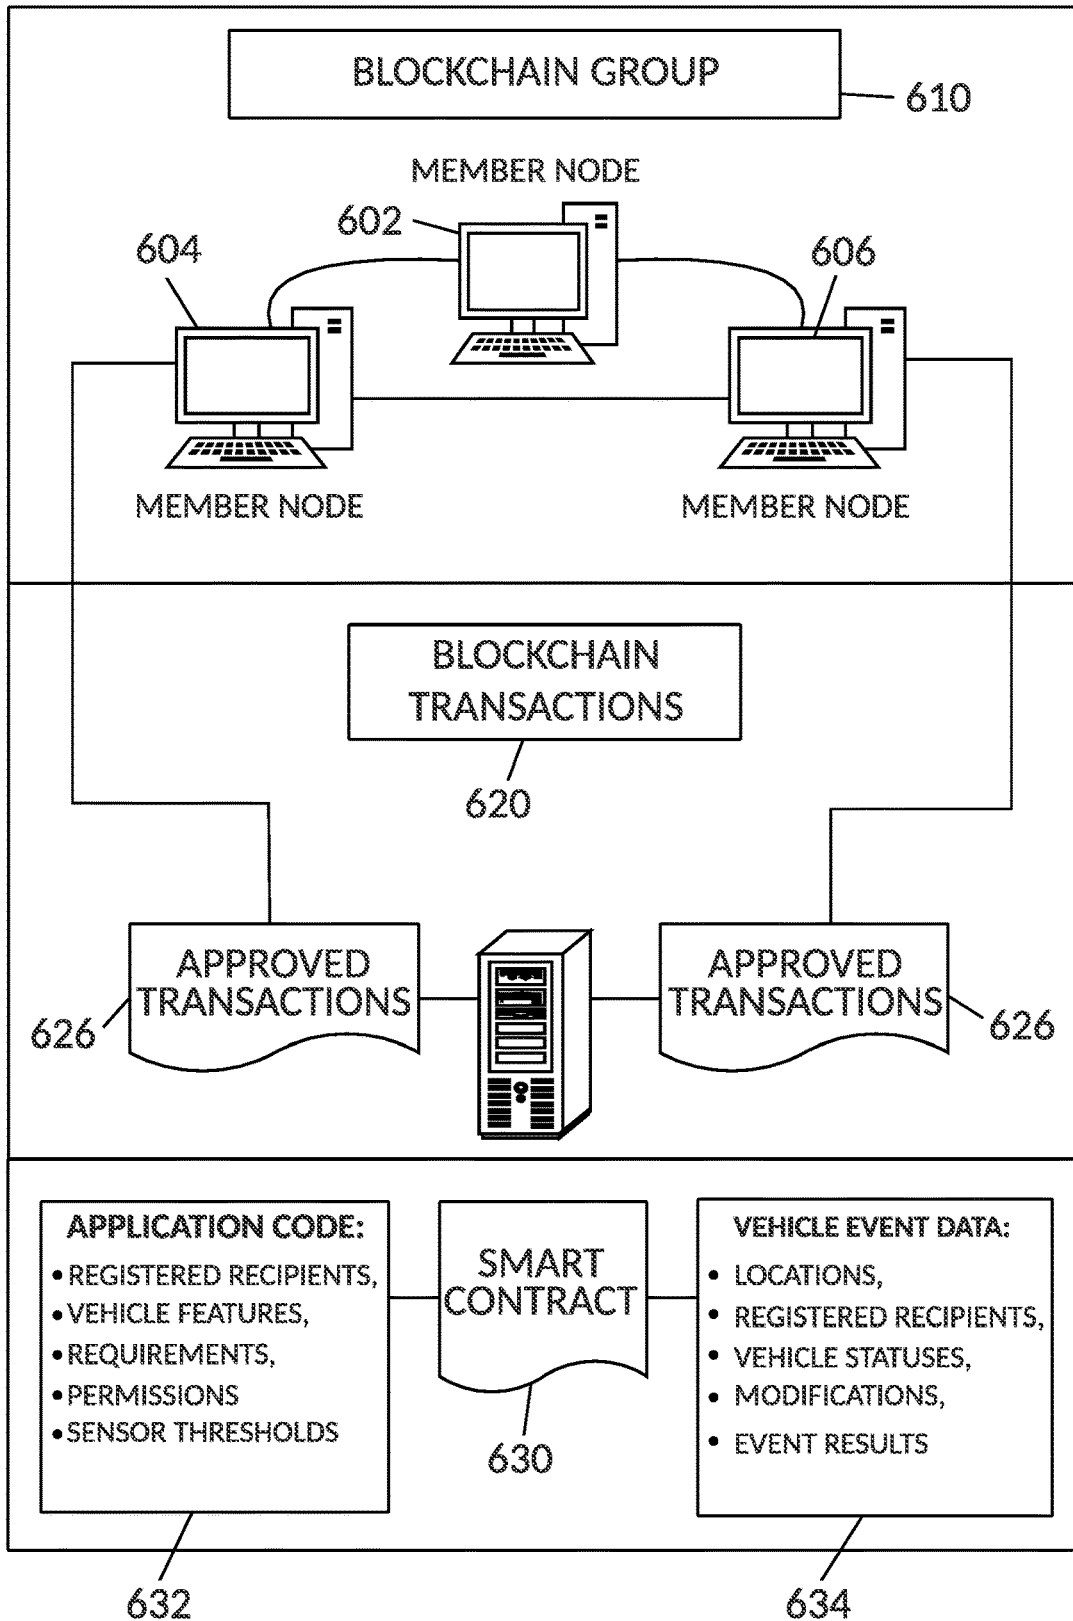 BLOCKCHAIN GROUP
610
MEMBER NODE
602
604
606
MEMBER NODE
MEMBER NODE
BLOCKCHAIN
TRANSACTIONS
620
APPROVED
TRANSACTIONS
626
APPROVED
TRANSACTIONS
626
APPLICATION CODE:
• REGISTERED RECIPIENTS,
• VEHICLE FEATURES,
• REQUIREMENTS,
• PERMISSIONS
• SENSOR THRESHOLDS
632
SMART
CONTRACT
630
VEHICLE EVENT DATA:
• LOCATIONS,
• REGISTERED RECIPIENTS,
• VEHICLE STATUSES,
• MODIFICATIONS,
• EVENT RESULTS
634